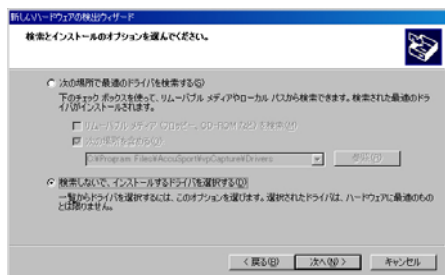 新しいハードウェアの検出ウィザード
検索とインストールのオプションを選んでください。
次の場所で最適のドライバを検索する(S)
下のチェック ボックスを使って、リムーバブル メディアやローカル パスから検索できます。検索された最適のドラ
イバがインストールされます。
リムーバブル メディア (フロッピー、CD-ROM など) を検索(M)
次の場所を含める(O)
C:\Program Files\AccuSport\vpCapture\Drivers
参照(R)
検索しないで、インストールするドライバを選択する(D)
一覧からドライバを選択するには、このオプションを選びます。選択されたドライバは、ハードウェアに最適のもの
とは限りません。
< 戻る(B)
次へ(N) >
キャンセル